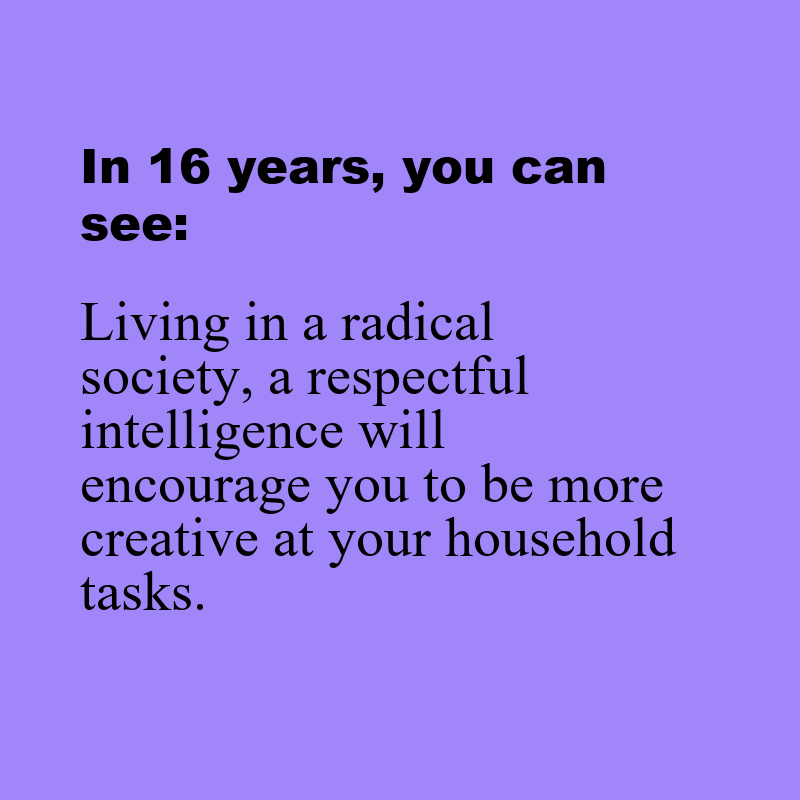 In 16 years, you can
see:
Living in a radical
society, a respectful
intelligence will
encourage you to be more
creative at your household
tasks.